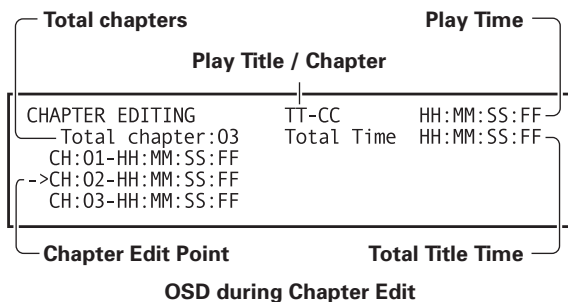 Total chapters Play Time
Play Title / Chapter
CHAPTER EDITING TT-CC HH:MM:SS:FF
Total chapter:03 Total Time HH:MM:SS:FF
CH:01-HH:MM:SS:FF
->CH:02-HH:MM:SS:FF
CH:03-HH:MM:SS:FF
Chapter Edit Point Total Title Time
OSD during Chapter Edit